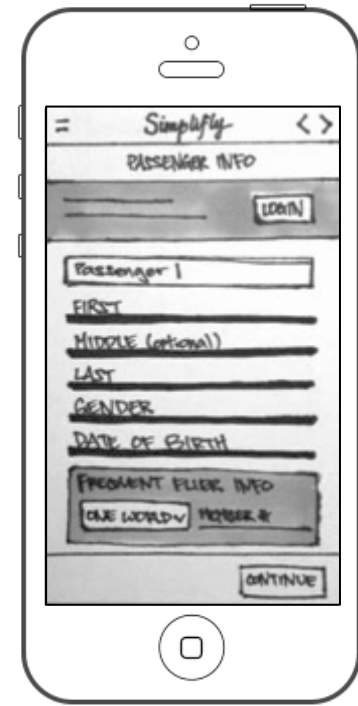 Simplifly
PASSENGER INFO
LOGIN
Passenger 1
FIRST
MIDDLE (optional)
LAST
GENDER
DATE OF BIRTH
FREQUENT FLIER INFO
ONE WORLD MEMBER #
CONTINUE